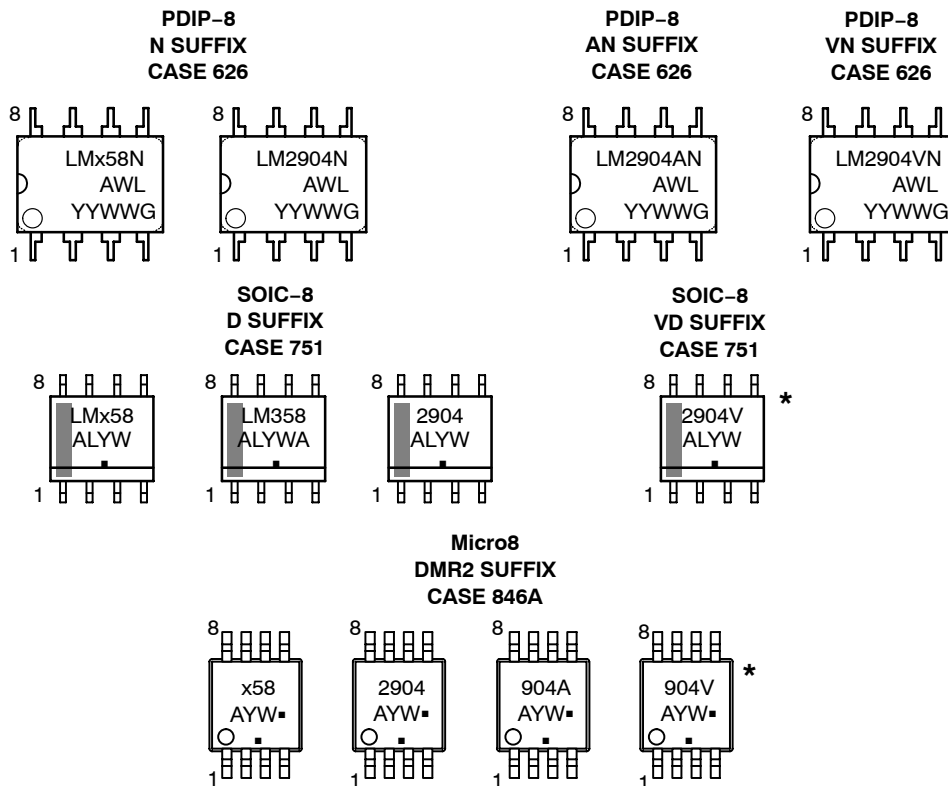 PDIP−8
N SUFFIX
CASE 626
PDIP−8
AN SUFFIX
CASE 626
PDIP−8
VN SUFFIX
CASE 626
8
LMx58N
AWL
YYWWG
1
LM2904N
AWL
YYWWG
8
LM2904AN
AWL
YYWWG
1
8
LM2904VN
AWL
YYWWG
1
SOIC−8
D SUFFIX
CASE 751
SOIC−8
VD SUFFIX
CASE 751
8
LMx58
ALYW
1
8
LM358
ALYWA
1
8
2904
ALYW
1
8
2904V
ALYW
1
*
Micro8
DMR2 SUFFIX
CASE 846A
8
x58
AYW
1
8
2904
AYW
1
8
904A
AYW
1
8
904V
AYW
1
*